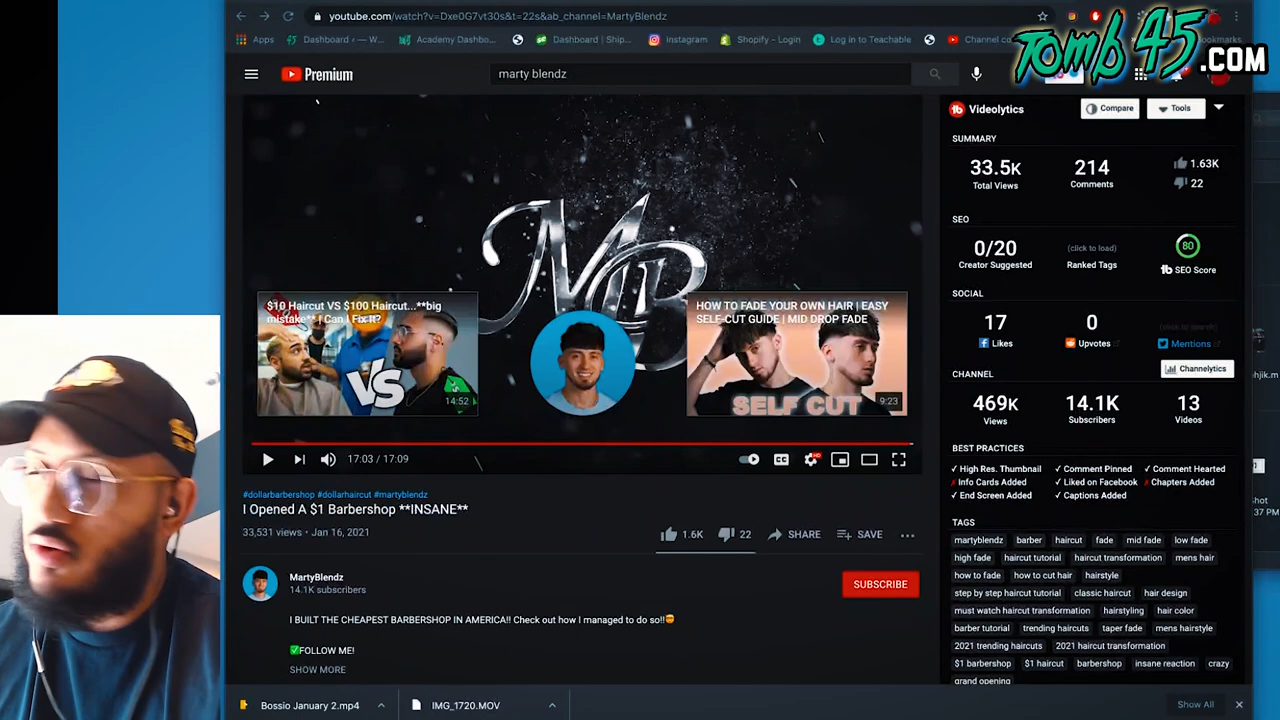 youtube.com/watch?v=Dxe0G7vt30s&t=22s&ab_channel=MartyBlendz
Apps
Academy Dashbo...
Dashboard | Ship...
Instagram
Shopify - Login
Log in to Teachable
Tomb 45 .COM
Premium
marty blendz
$10 Haircut VS $100 Haircut...**big
mistake** | Can I Fix It?
VS
14:52
MB
HOW TO FADE YOUR OWN HAIR | EASY
SELF-CUT GUIDE | MID DROP FADE
SELF CUT
9:23
17:03 / 17:09
CC
HD
#dollarbarbershop #dollarhaircut #martyblendz
I Opened A $1 Barbershop **INSANE**
33,531 views • Jan 16, 2021
1.6K
22
SHARE
SAVE
MartyBlendz
14.1K subscribers
SUBSCRIBE
I BUILT THE CHEAPEST BARBERSHOP IN AMERICA!! Check out how I managed to do so!!
✅FOLLOW ME!
SHOW MORE
tb Videolytics
Compare
Tools
SUMMARY
33.5K
Total Views
214
Comments
1.63K
22
SEO
0/20
Creator Suggested
(click to load)
Ranked Tags
80
tb SEO Score
SOCIAL
17
Likes
0
Upvotes
(click to search)
Mentions
CHANNEL
Channelytics
469K
Views
14.1K
Subscribers
13
Videos
BEST PRACTICES
✓ High Res. Thumbnail ✓ Comment Pinned ✓ Comment Hearted
✗ Info Cards Added ✓ Liked on Facebook ✗ Chapters Added
✓ End Screen Added ✓ Captions Added
TAGS
martyblendz barber haircut fade mid fade low fade
high fade haircut tutorial haircut transformation mens hair
how to fade how to cut hair hairstyle
step by step haircut tutorial classic haircut hair design
must watch haircut transformation hairstyling hair color
barber tutorial trending haircuts taper fade mens hairstyle
2021 trending haircuts 2021 haircut transformation
$1 barbershop $1 haircut barbershop insane reaction crazy
grand opening
Bossio January 2.mp4
IMG_1720.MOV
Show All